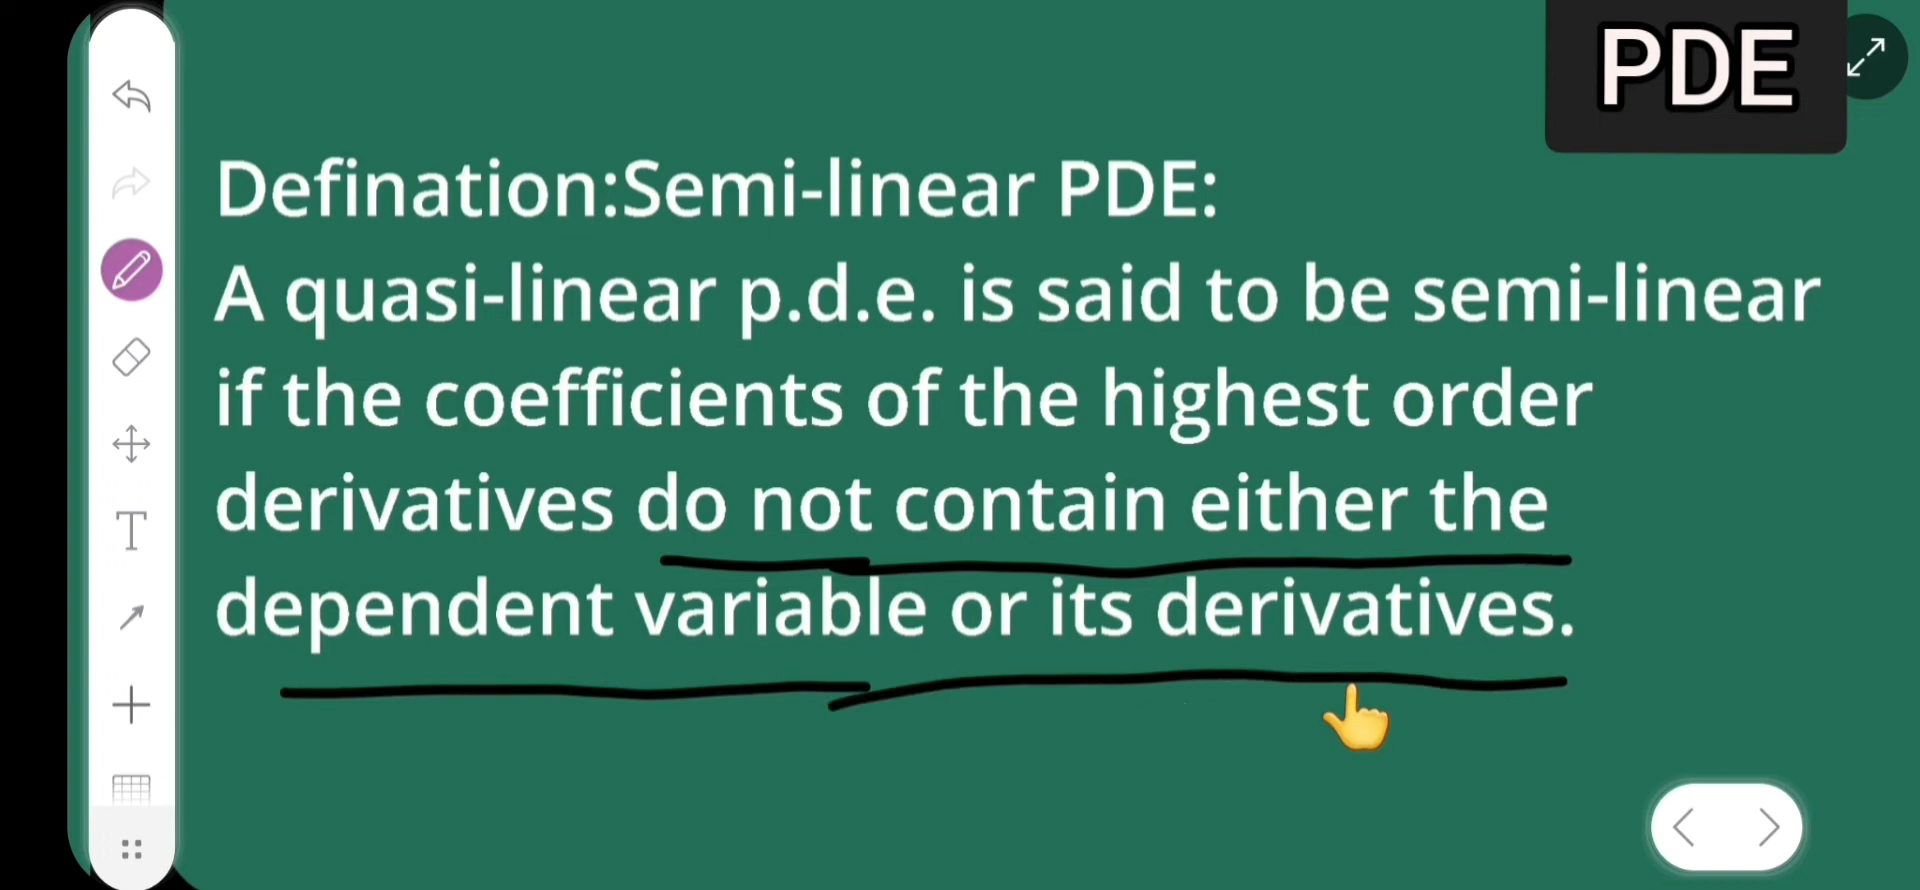 PDE
Defination:Semi-linear PDE:
A quasi-linear p.d.e. is said to be semi-linear
if the coefficients of the highest order
derivatives do not contain either the
dependent variable or its derivatives.